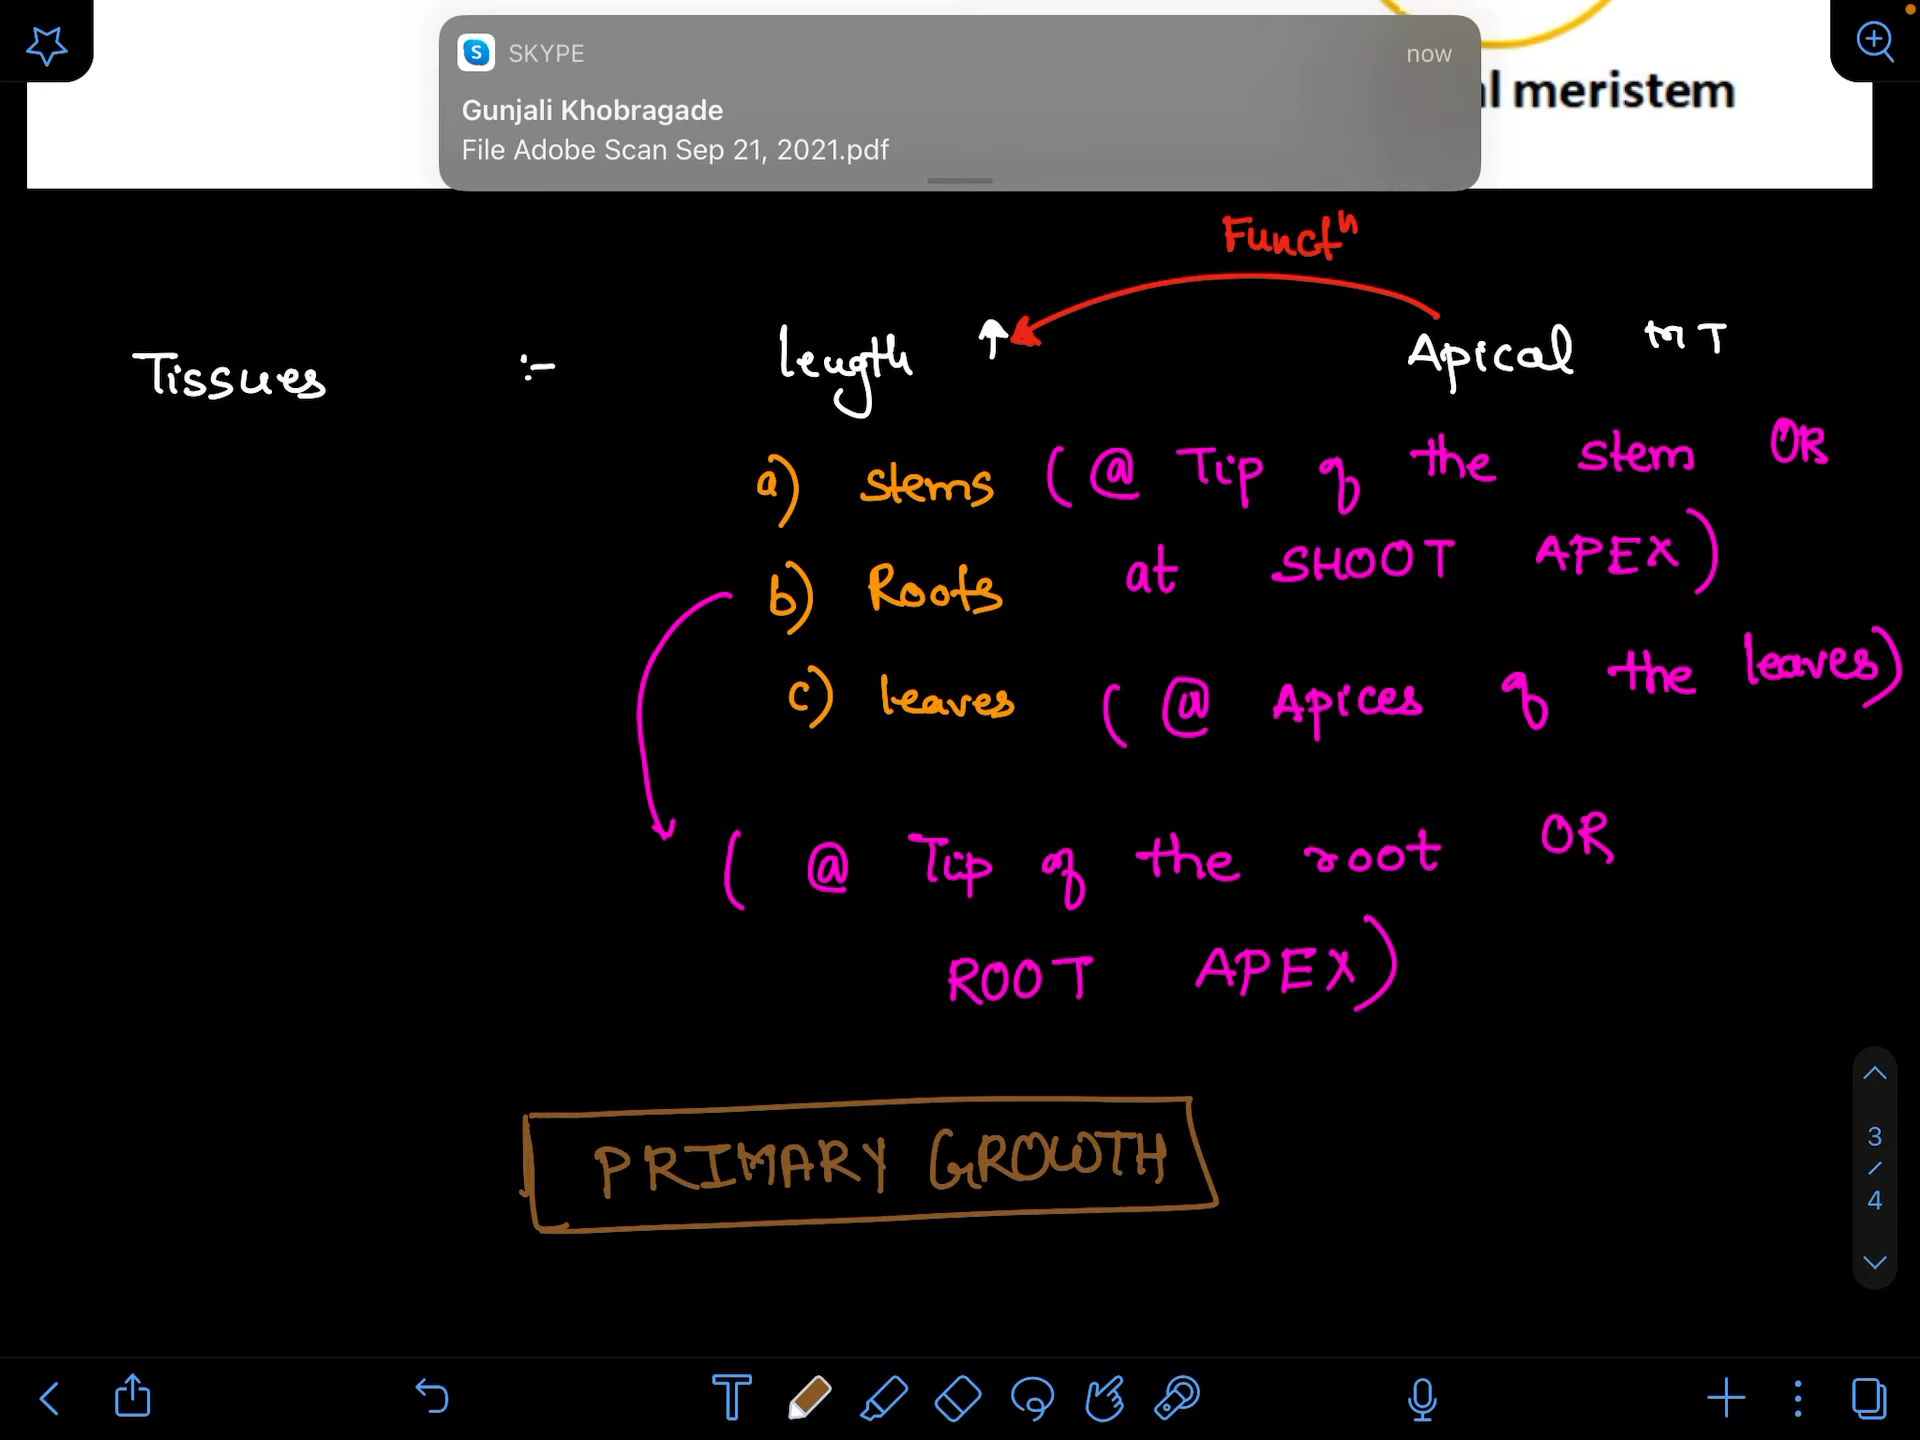 SKYPE now
Gunjali Khobragade
File Adobe Scan Sep 21, 2021.pdf
l meristem
Functⁿ
Tissues :- length ↑ Apical MT
a) stems ( @ Tip of the stem OR
at SHOOT APEX)
b) Roots
c) leaves ( @ Apices of the leaves)
( @ Tip of the root OR
ROOT APEX)
PRIMARY GROWTH
3
/
4